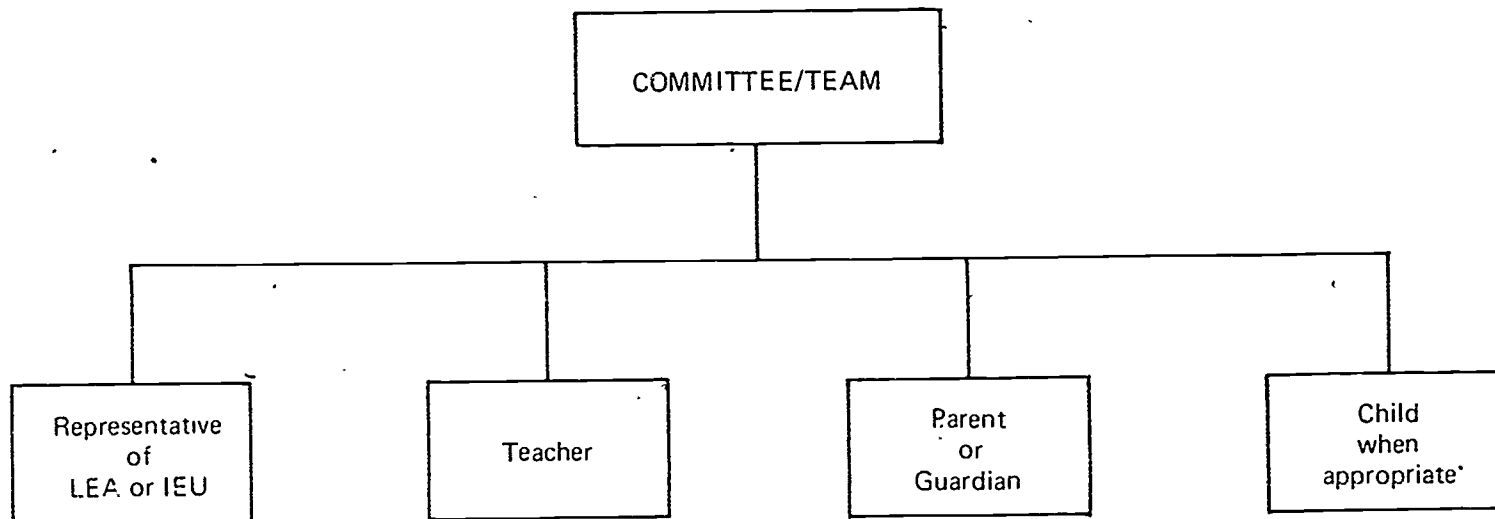 COMMITTEE/TEAM
Representative
of
LEA or IEU
Teacher
Parent
or
Guardian
Child
when
appropriate